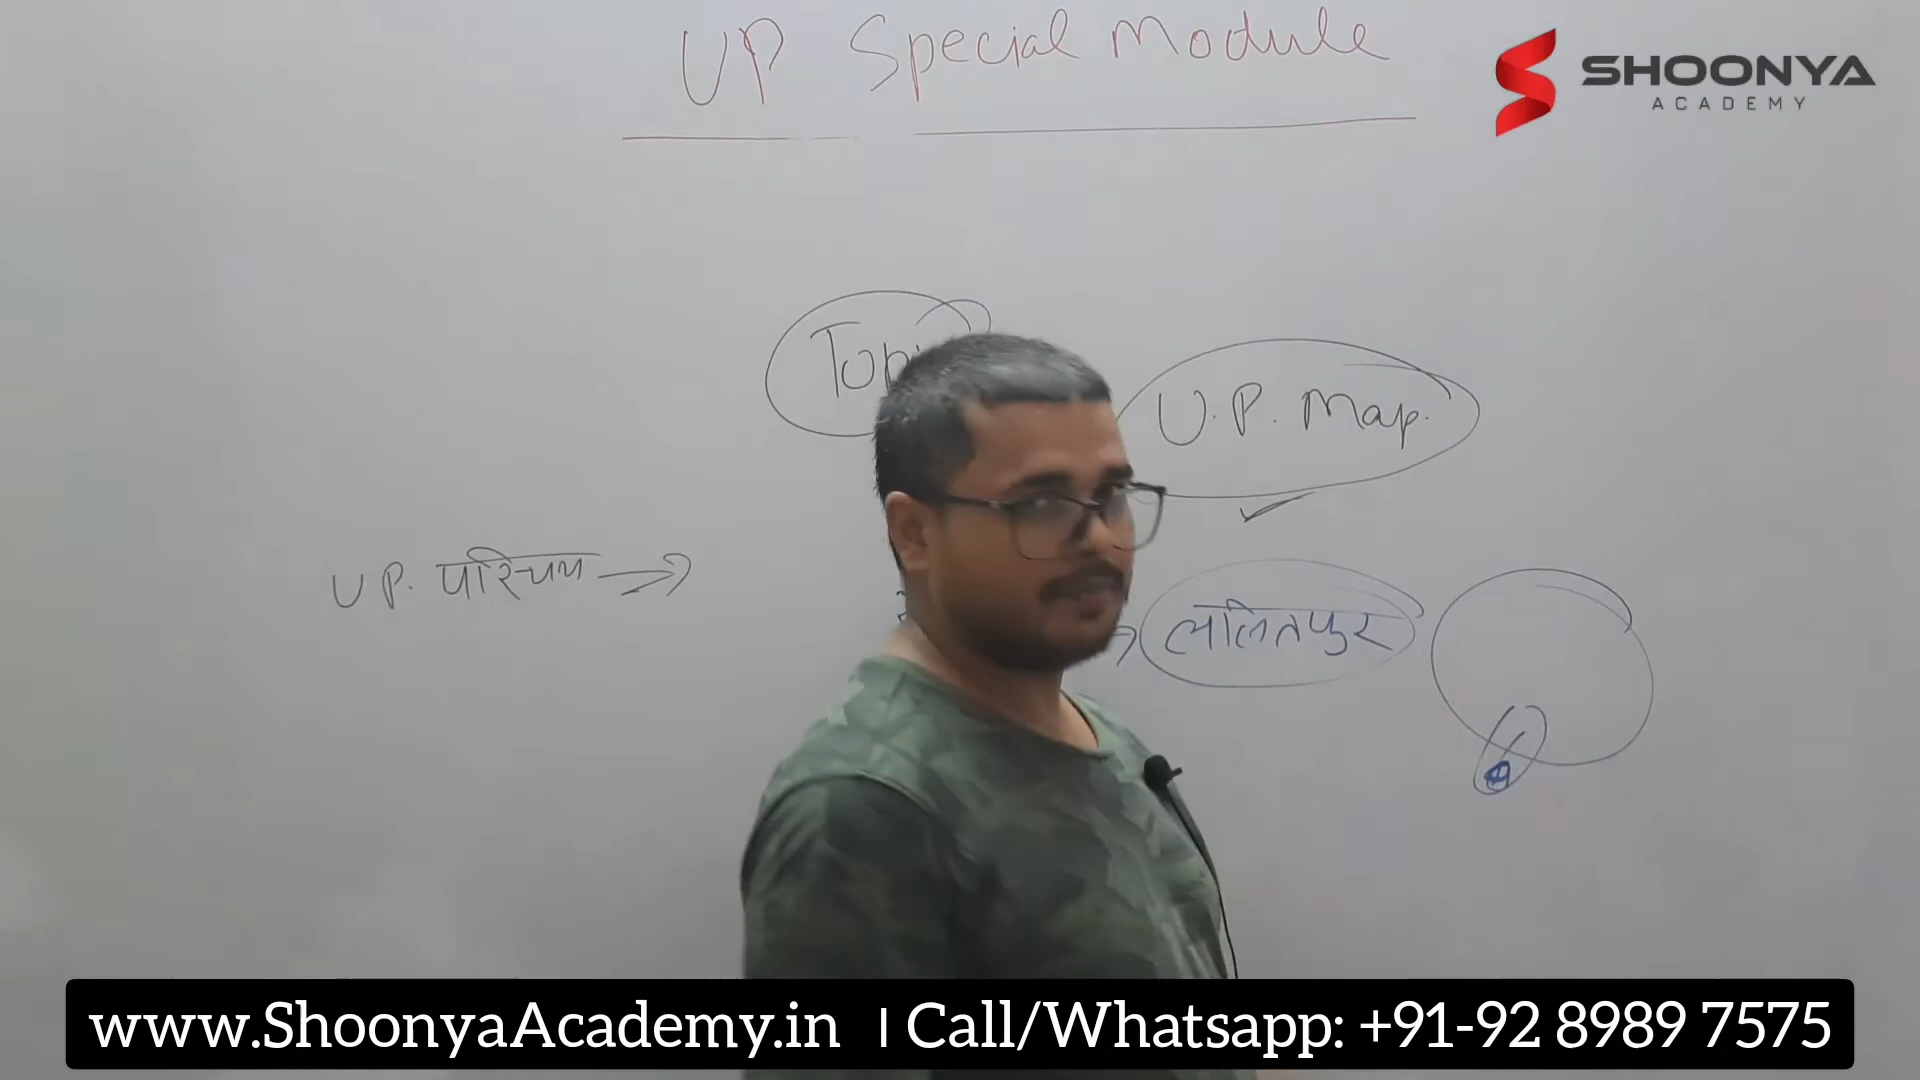 UP Special Module
SHOONYA
ACADEMY
U.P. Map.
UP. परिचय
ललितपुर
www.ShoonyaAcademy.in | Call/Whatsapp: +91-92 8989 7575